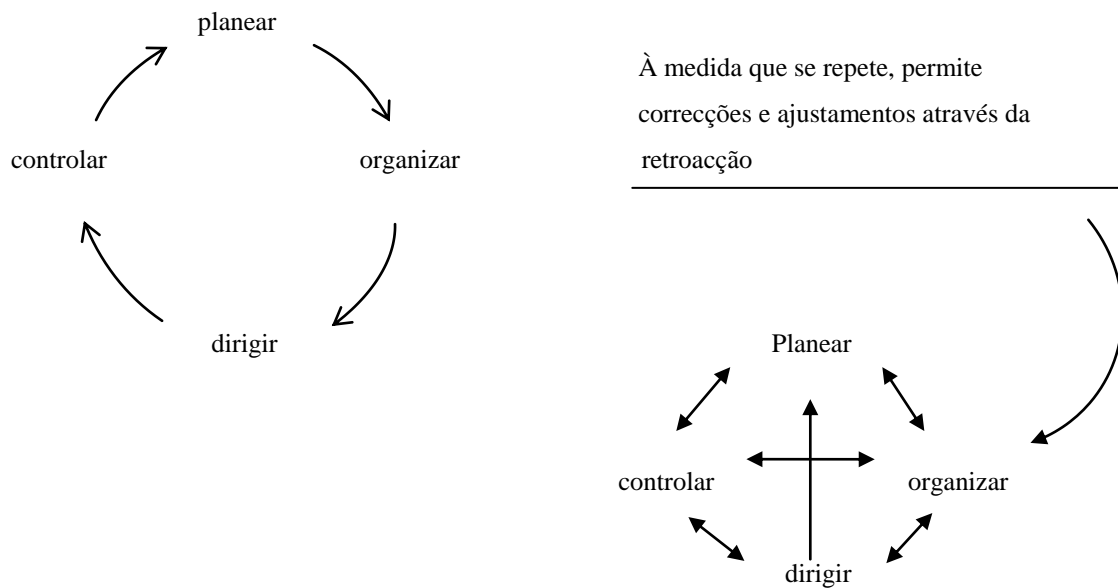 planear
organizar
dirigir
controlar
À medida que se repete, permite
correcções e ajustamentos através da
retroacção
Planear
controlar
organizar
dirigir